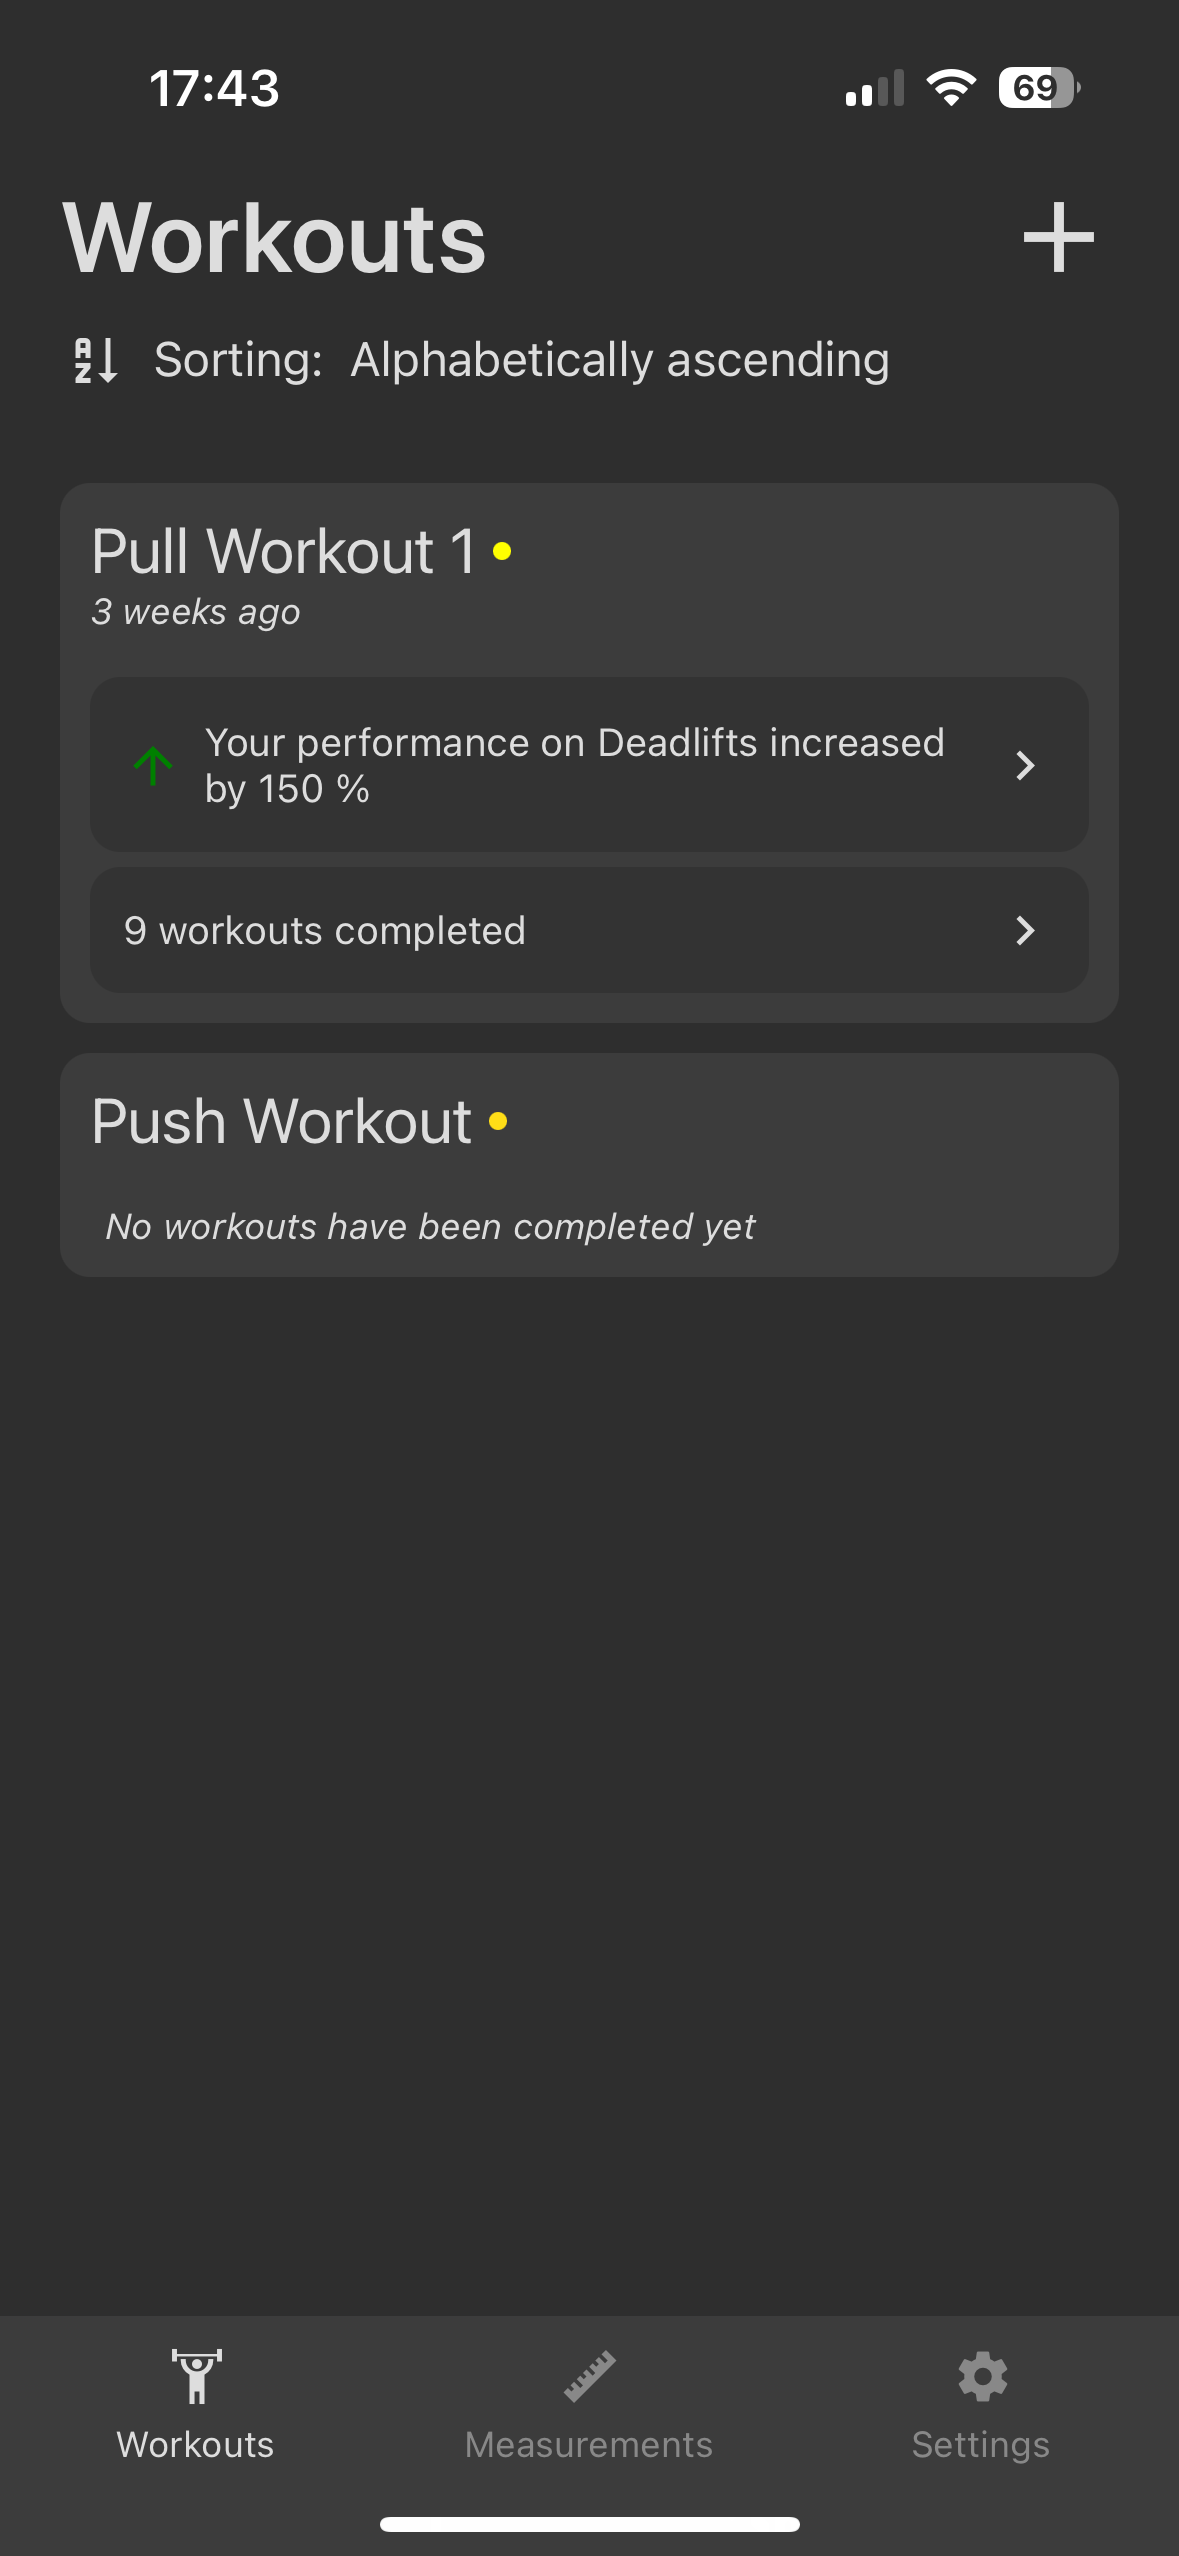 17:43
69
Workouts
Sorting: Alphabetically ascending
Pull Workout 1
3 weeks ago
Your performance on Deadlifts increased
by 150 %
9 workouts completed
Push Workout
No workouts have been completed yet
Workouts
Measurements
Settings